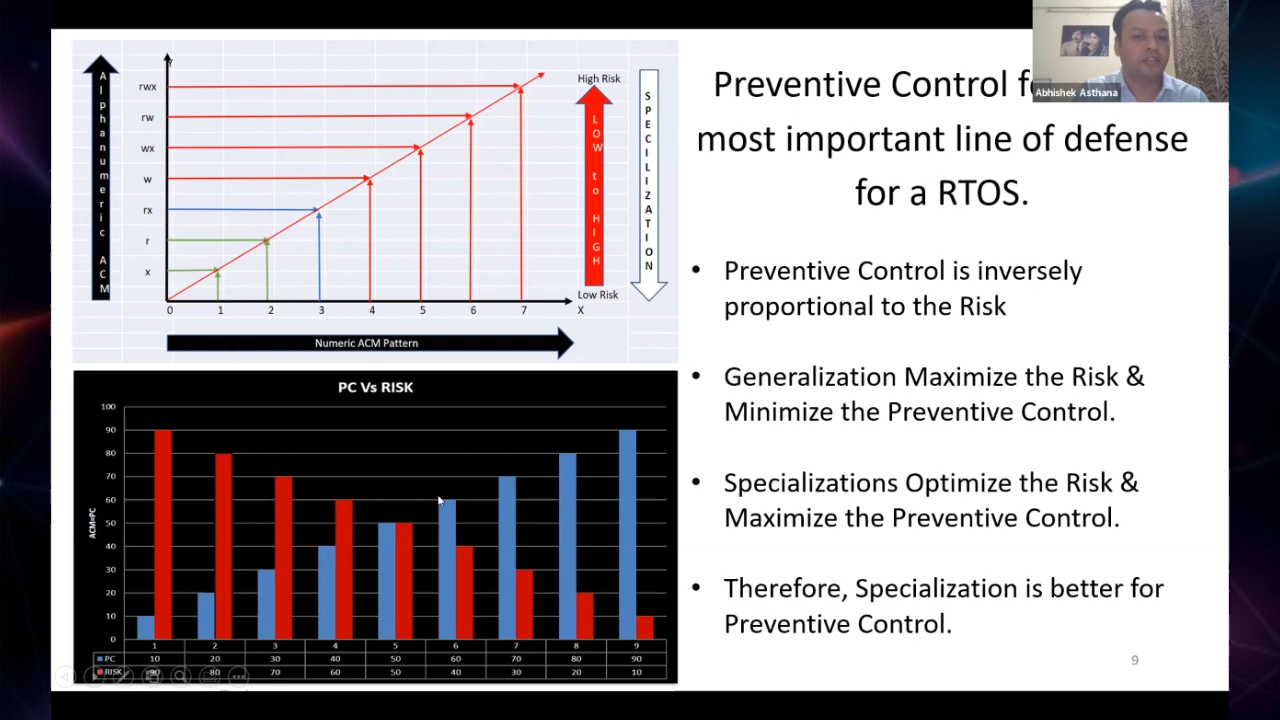 Abhishek Asthana
Preventive Control
most important line of defense
for a RTOS.
• Preventive Control is inversely
proportional to the Risk
• Generalization Maximize the Risk &
Minimize the Preventive Control.
• Specializations Optimize the Risk &
Maximize the Preventive Control.
• Therefore, Specialization is better for
Preventive Control.
9
Alphanumeric ACM
Y
rwx
rw
wx
w
rx
r
x
0 1 2 3 4 5 6 7 X
Numeric ACM Pattern
High Risk
LOW to HIGH
Low Risk
SPECILIZATION
PC Vs RISK
ACM=PC
100
90
80
70
60
50
40
30
20
10
0
1 2 3 4 5 6 7 8 9
PC 10 20 30 40 50 60 70 80 90
RISK 90 80 70 60 50 40 30 20 10